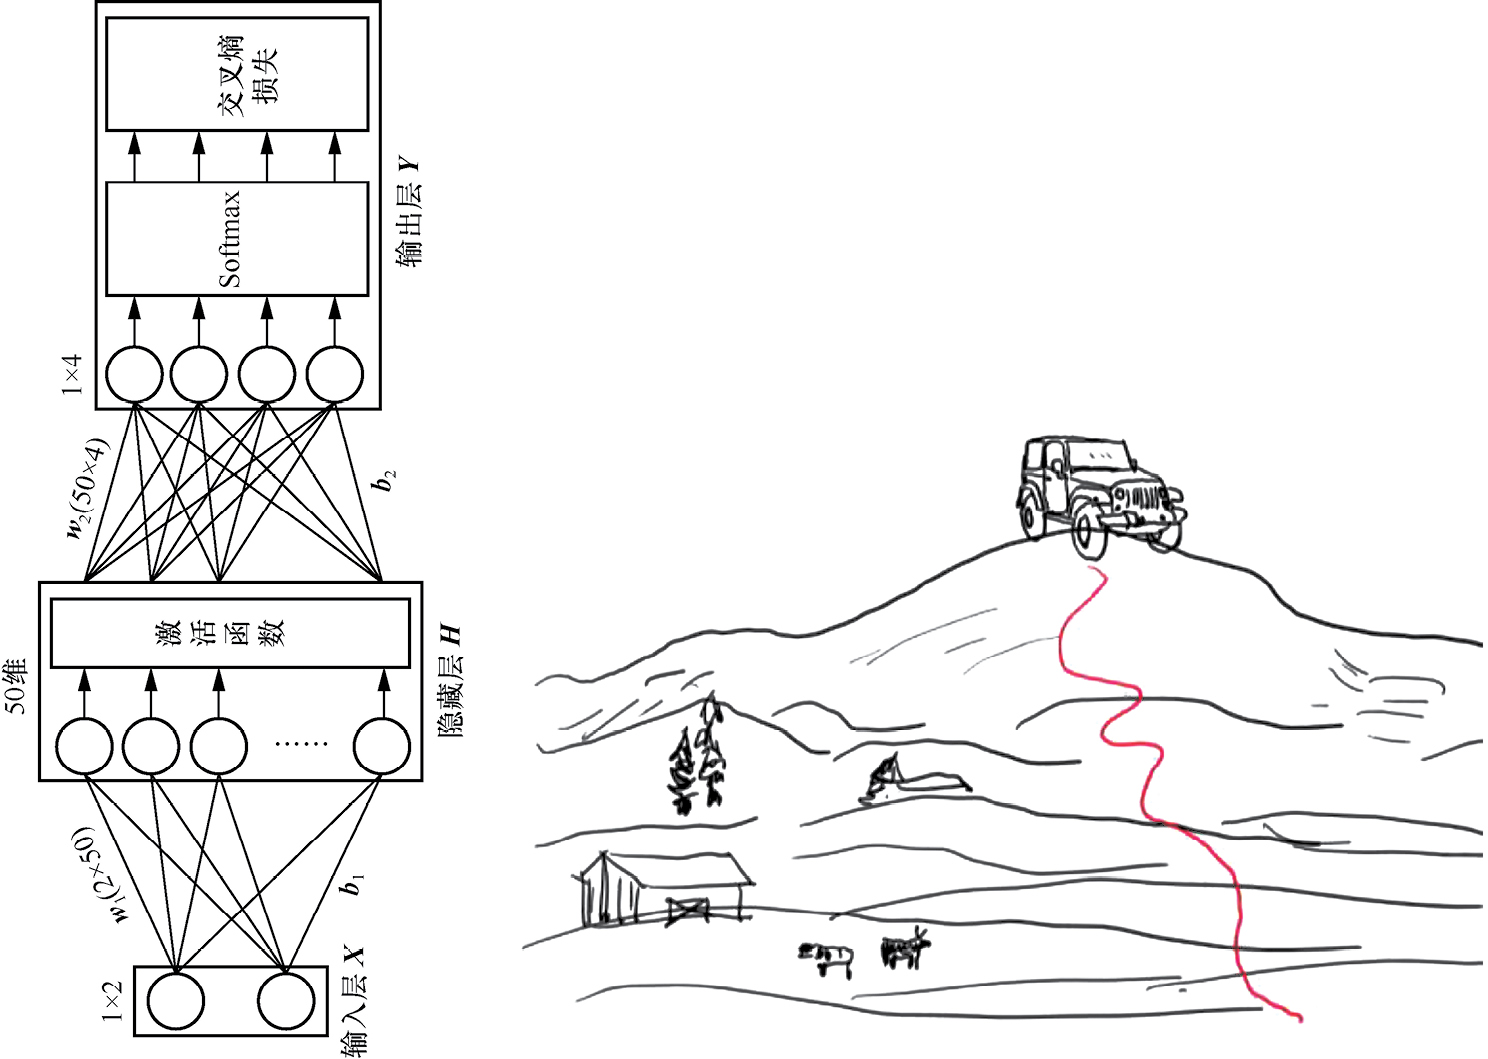 1×2
输入层 X
w₁(2×50)
b₁
50维
激活函数
……
隐藏层 H
w₂(50×4)
b₂
1×4
Softmax
交叉熵
损失
输出层 Y